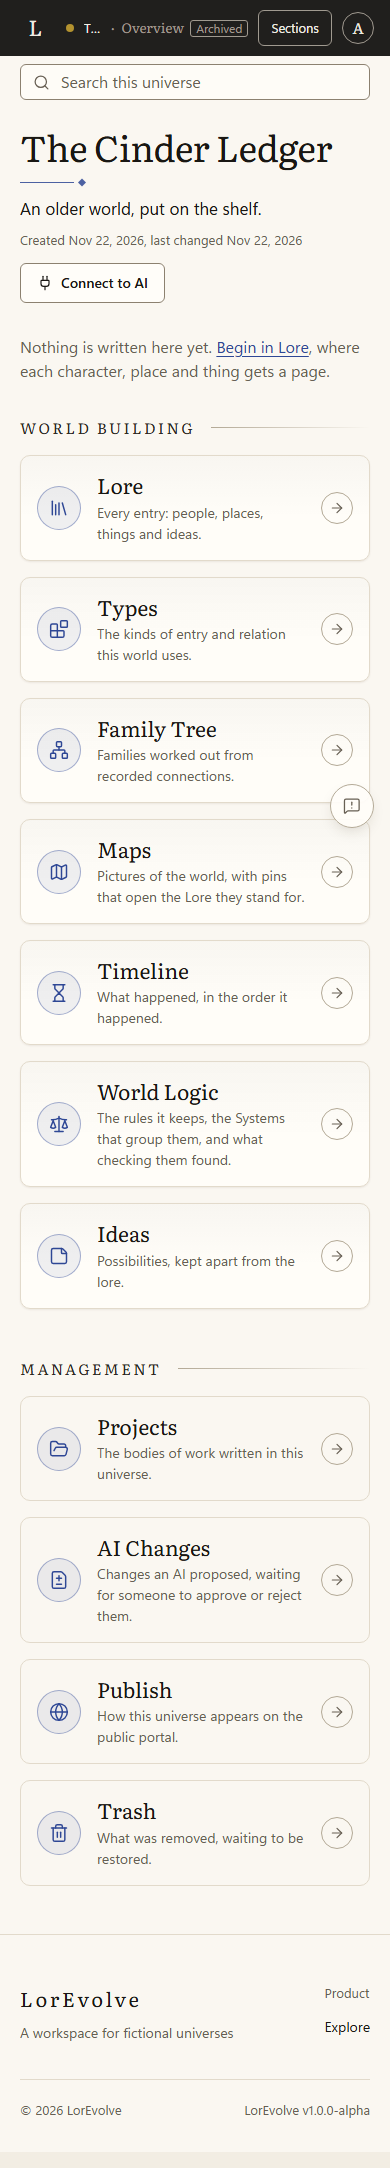 L T... · Overview Archived Sections A
Search this universe
The Cinder Ledger
An older world, put on the shelf.
Created Nov 22, 2026, last changed Nov 22, 2026
Connect to AI
Nothing is written here yet. Begin in Lore, where
each character, place and thing gets a page.
WORLD BUILDING
Lore
Every entry: people, places,
things and ideas.
Types
The kinds of entry and relation
this world uses.
Family Tree
Families worked out from
recorded connections.
Maps
Pictures of the world, with pins
that open the Lore they stand for.
Timeline
What happened, in the order it
happened.
World Logic
The rules it keeps, the Systems
that group them, and what
checking them found.
Ideas
Possibilities, kept apart from the
lore.
MANAGEMENT
Projects
The bodies of work written in this
universe.
AI Changes
Changes an AI proposed, waiting
for someone to approve or reject
them.
Publish
How this universe appears on the
public portal.
Trash
What was removed, waiting to be
restored.
LorEvolve
A workspace for fictional universes
Product
Explore
© 2026 LorEvolve
LorEvolve v1.0.0-alpha